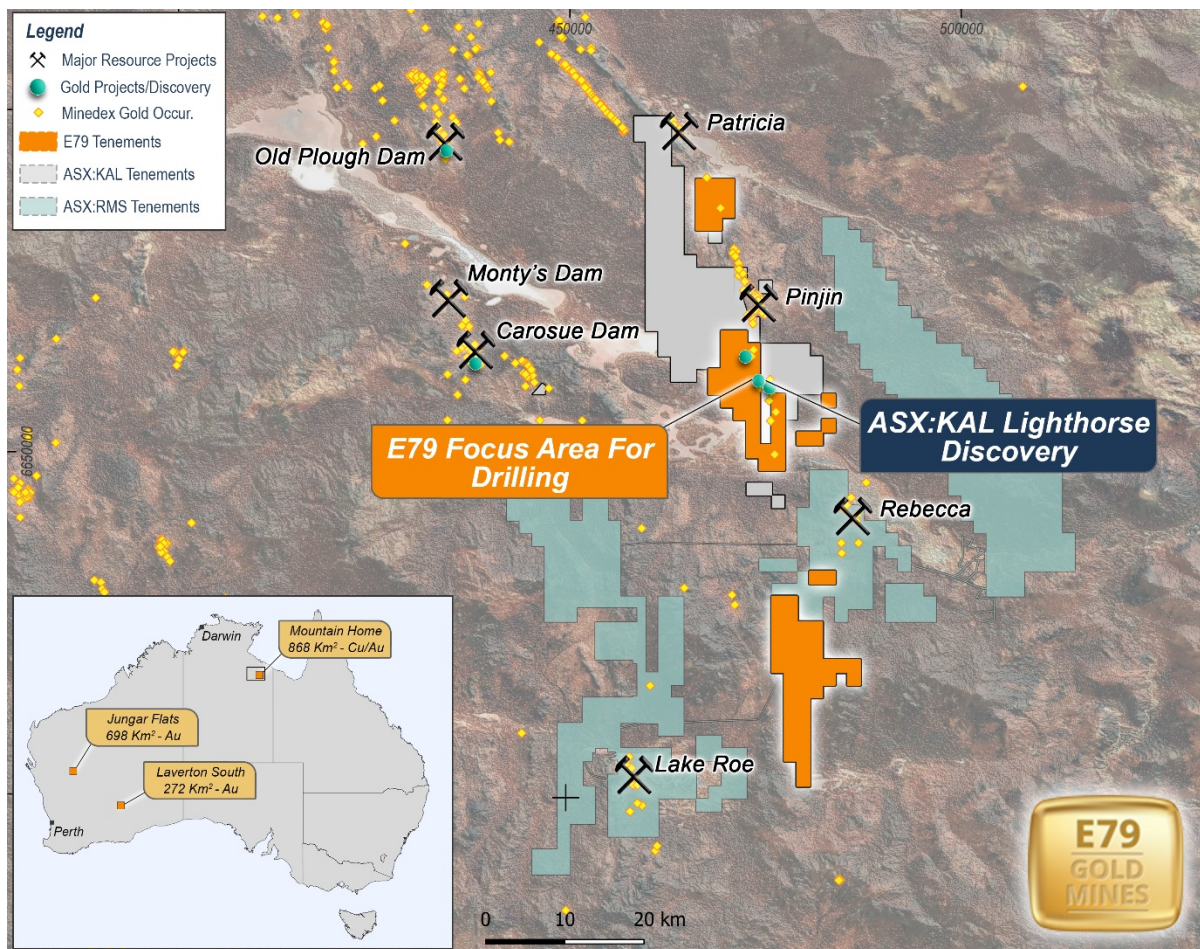 Legend
Major Resource Projects
Gold Projects/Discovery
Minedex Gold Occur.
E79 Tenements
ASX:KAL Tenements
ASX:RMS Tenements
450000
500000
6650000
Patricia
Old Plough Dam
Monty's Dam
Pinjin
Carosue Dam
E79 Focus Area For
Drilling
ASX:KAL Lighthorse
Discovery
Rebecca
Lake Roe
Darwin
Mountain Home
868 Km² - Cu/Au
Jungar Flats
698 Km² - Au
Laverton South
272 Km² - Au
Perth
0 10 20 km
E79
GOLD
MINES